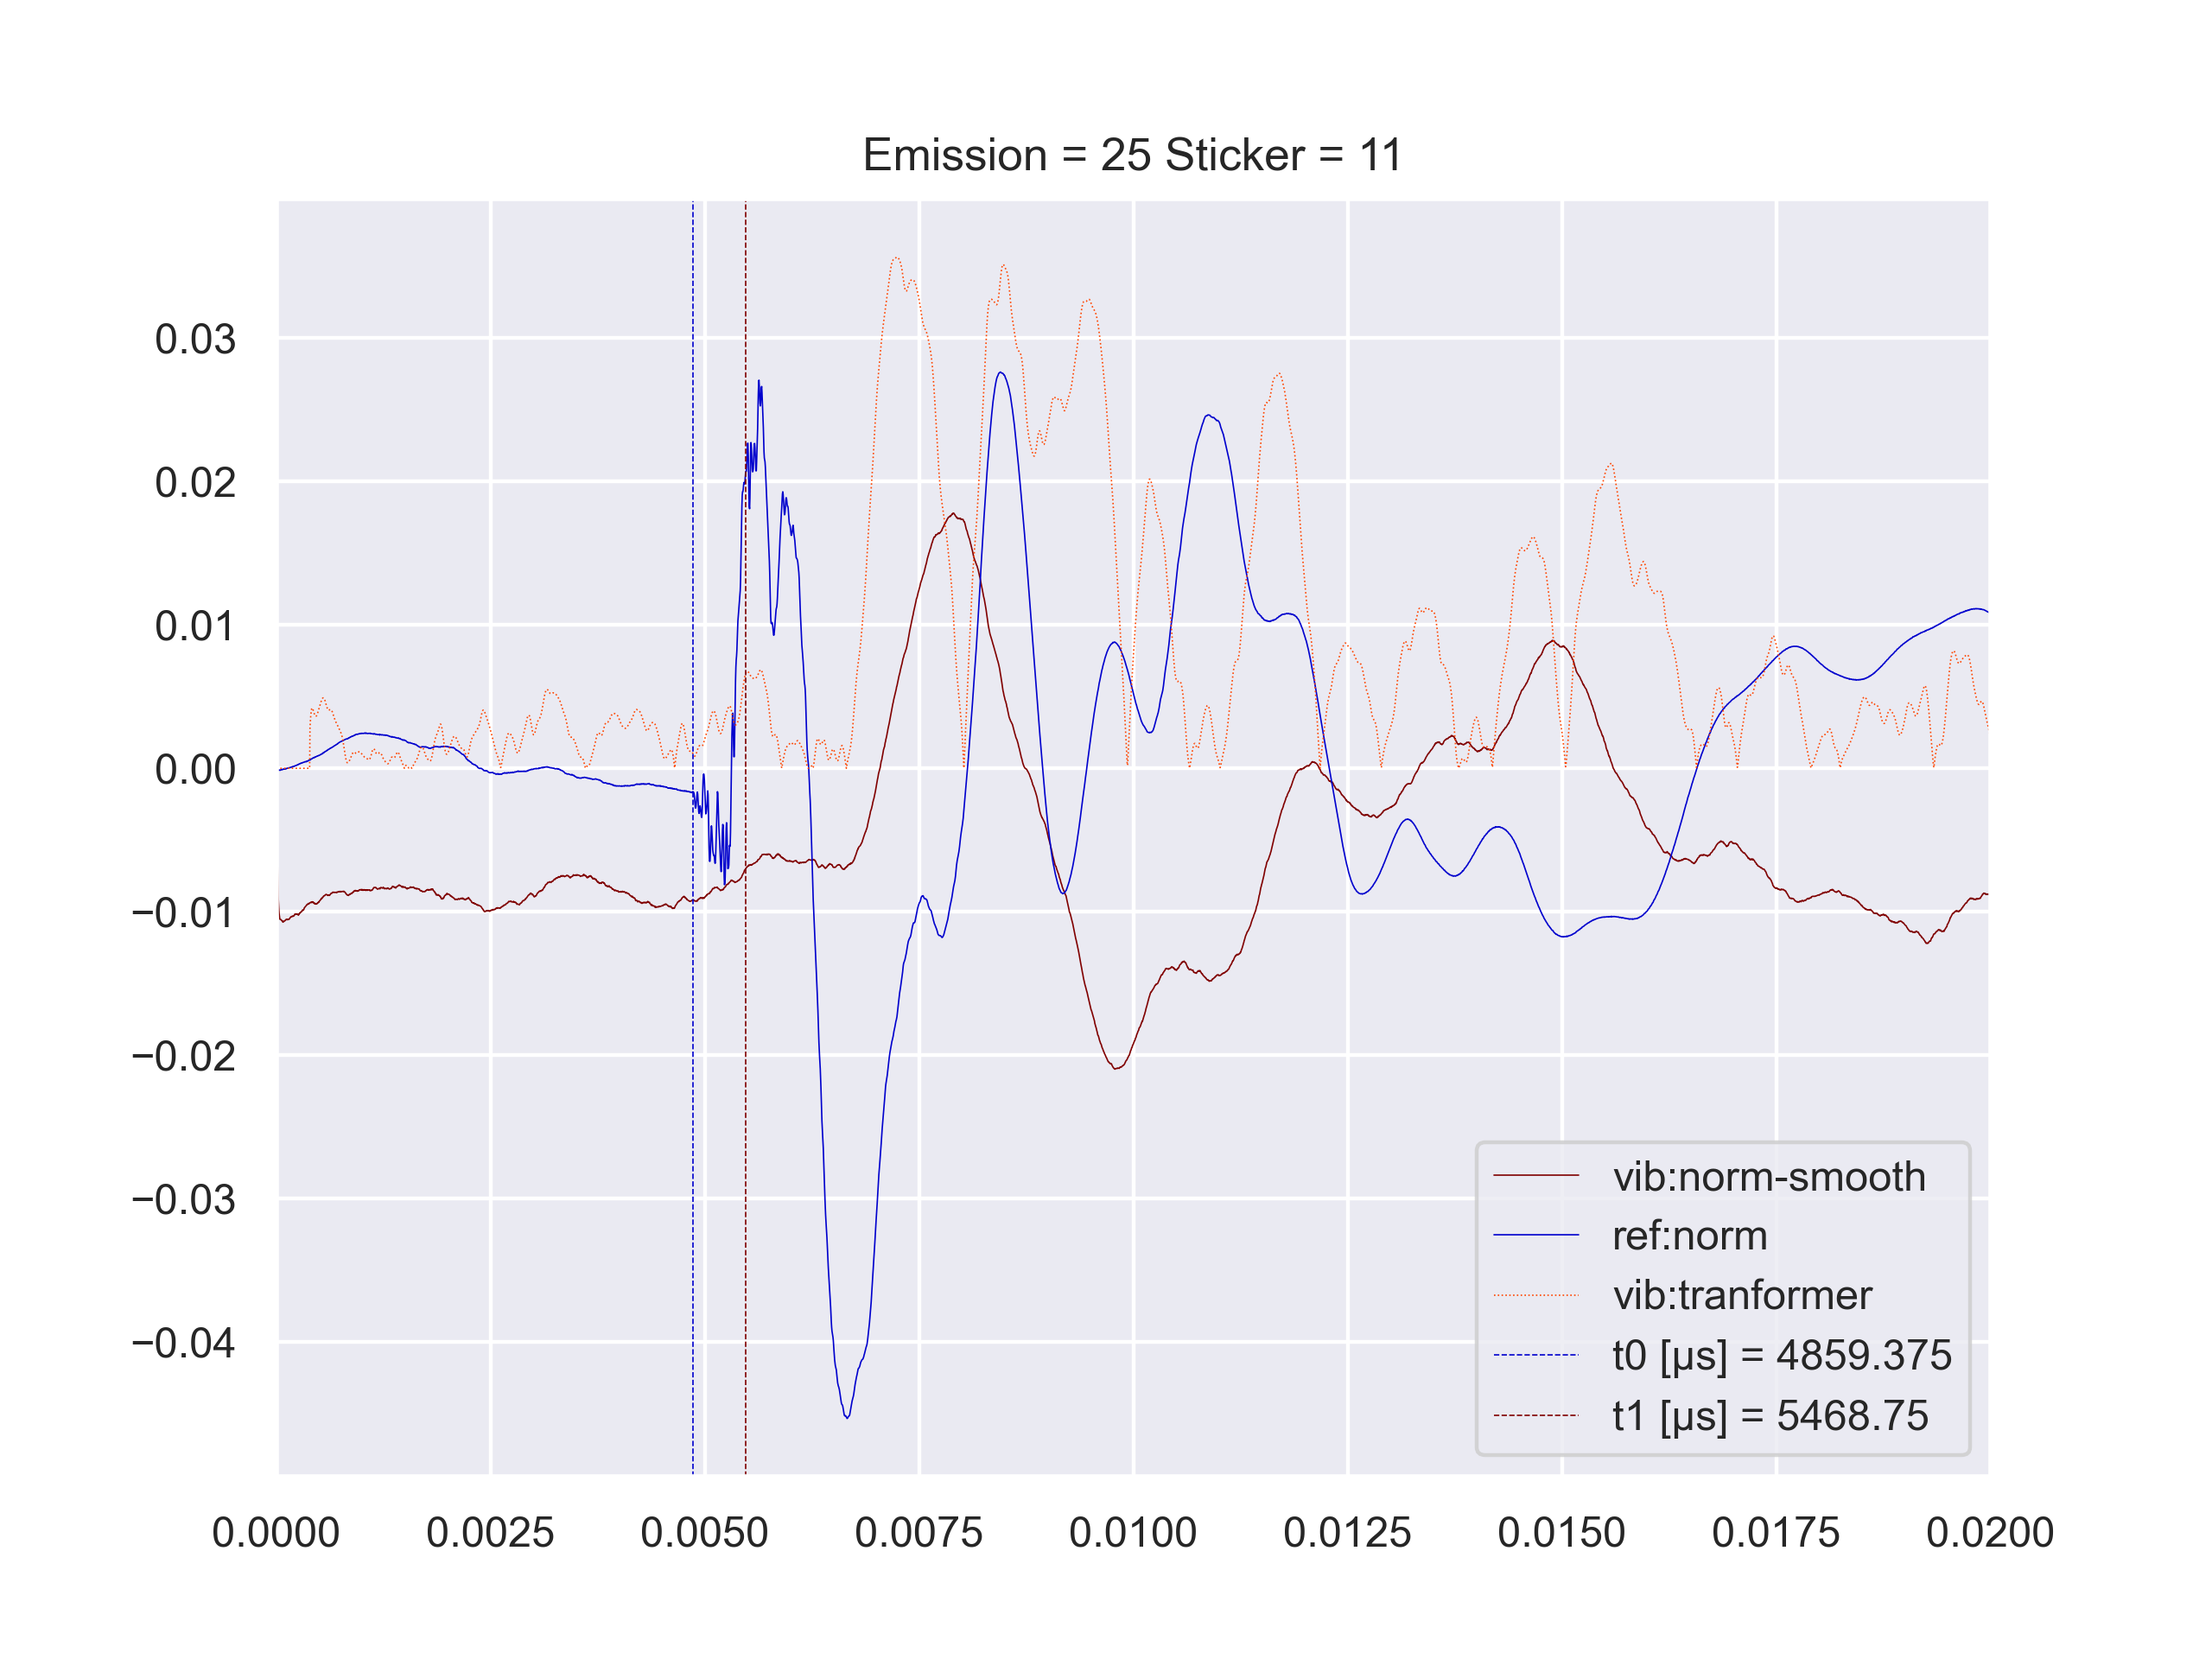 Emission = 25 Sticker = 11
0.03
0.02
0.01
0.00
−0.01
−0.02
−0.03
−0.04
vib:norm-smooth
ref:norm
vib:tranformer
t0 [µs] = 4859.375
t1 [µs] = 5468.75
0.0000 0.0025 0.0050 0.0075 0.0100 0.0125 0.0150 0.0175 0.0200